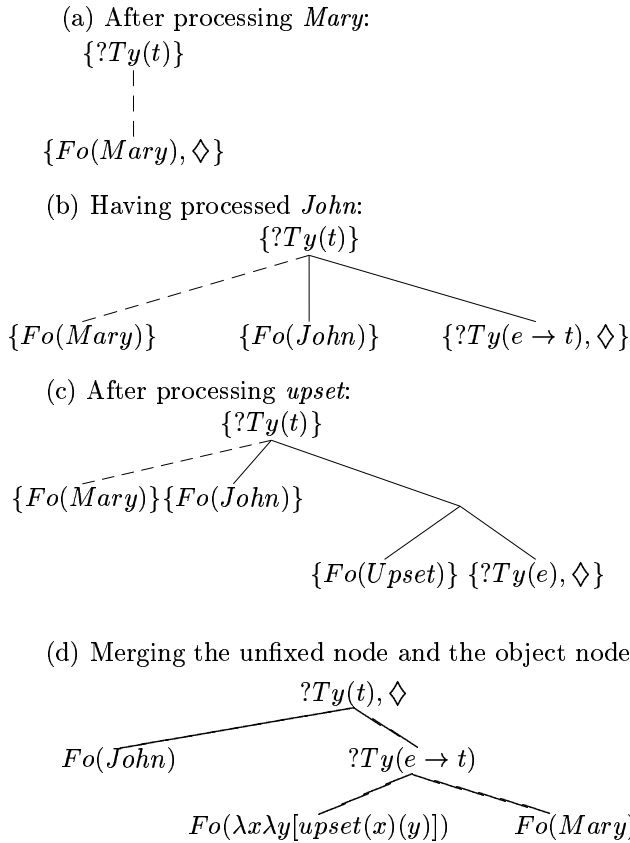 (a) After processing Mary:
{?Ty(t)}
{Fo(Mary), ◇}
(b) Having processed John:
{?Ty(t)}
{Fo(Mary)} {Fo(John)} {?Ty(e → t), ◇}
(c) After processing upset:
{?Ty(t)}
{Fo(Mary)} {Fo(John)}
{Fo(Upset)} {?Ty(e), ◇}
(d) Merging the unfixed node and the object node
?Ty(t), ◇
Fo(John) ?Ty(e → t)
Fo(λxλy[upset(x)(y)]) Fo(Mary)